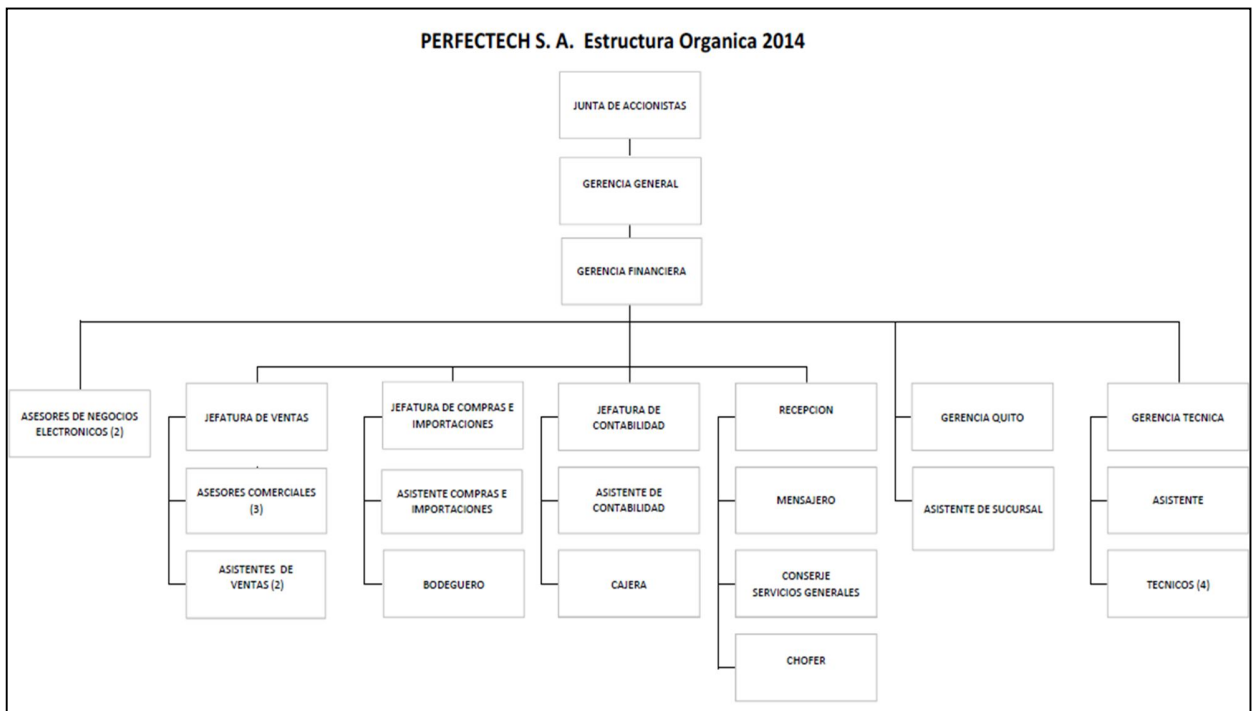 PERFECTECH S. A. Estructura Organica 2014
JUNTA DE ACCIONISTAS
GERENCIA GENERAL
GERENCIA FINANCIERA
ASESORES DE NEGOCIOS
ELECTRONICOS (2)
JEFATURA DE VENTAS
ASESORES COMERCIALES
(3)
ASISTENTES DE
VENTAS (2)
JEFATURA DE COMPRAS E
IMPORTACIONES
ASISTENTE COMPRAS E
IMPORTACIONES
BODEGUERO
JEFATURA DE
CONTABILIDAD
ASISTENTE DE
CONTABILIDAD
CAJERA
RECEPCION
MENSAJERO
CONSERJE
SERVICIOS GENERALES
CHOFER
GERENCIA QUITO
ASISTENTE DE SUCURSAL
GERENCIA TECNICA
ASISTENTE
TECNICOS (4)